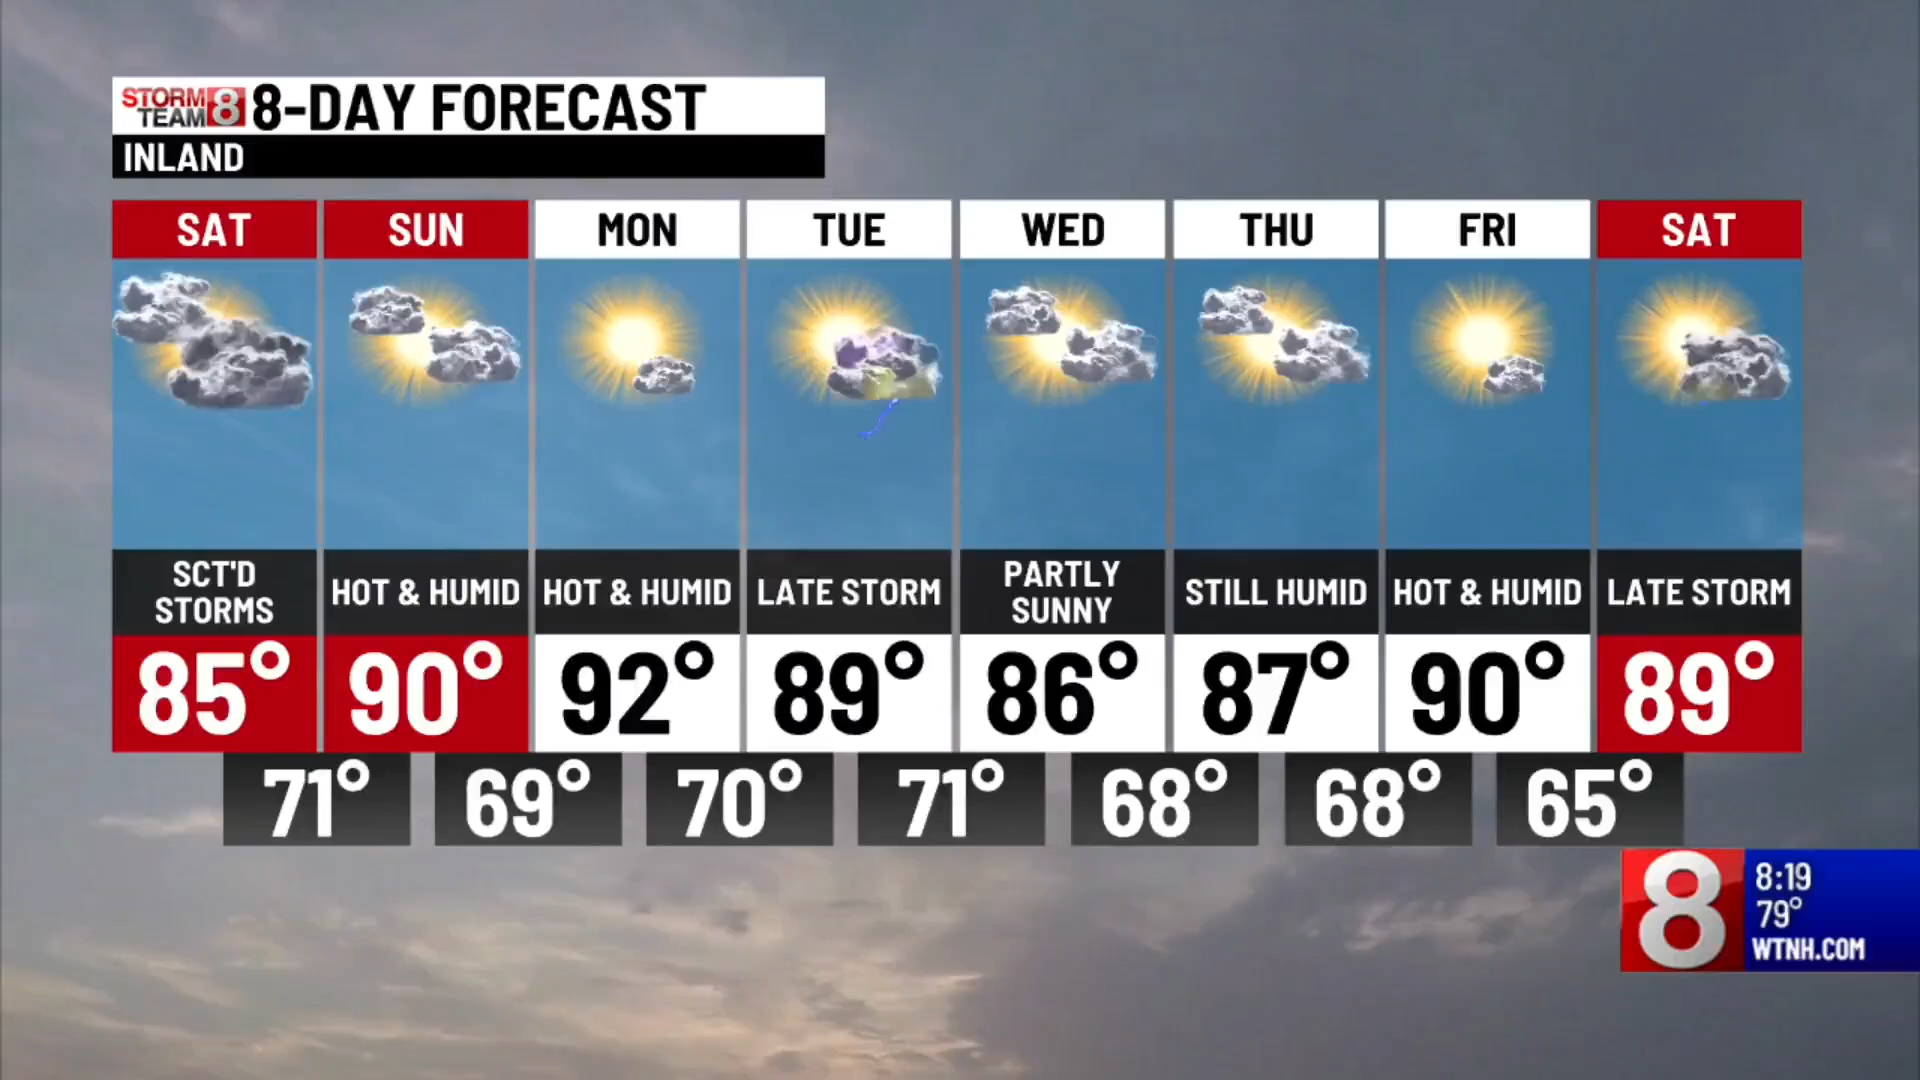 STORM TEAM 8 8-DAY FORECAST
INLAND
SAT SUN MON TUE WED THU FRI SAT
SCT'D STORMS HOT & HUMID HOT & HUMID LATE STORM PARTLY SUNNY STILL HUMID HOT & HUMID LATE STORM
85° 90° 92° 89° 86° 87° 90° 89°
71° 69° 70° 71° 68° 68° 65°
8
8:19
79°
WTNH.COM